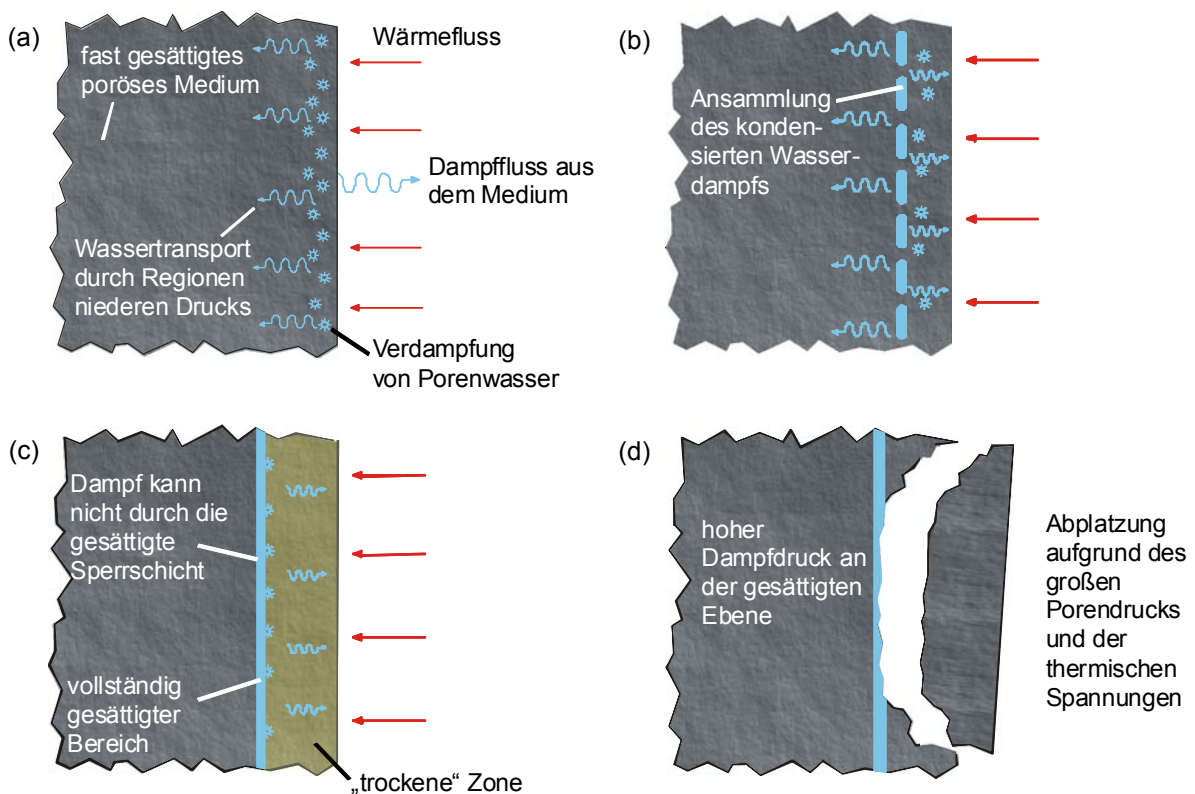 (a)
fast gesättigtes
poröses Medium
Wärmefluss
Dampffluss aus
dem Medium
Wassertransport
durch Regionen
niederen Drucks
Verdampfung
von Porenwasser
(b)
Ansammlung
des konden-
sierten Wasser-
dampfs
(c)
Dampf kann
nicht durch die
gesättigte
Sperrschicht
vollständig
gesättigter
Bereich
„trockene“ Zone
(d)
hoher
Dampfdruck an
der gesättigten
Ebene
Abplatzung
aufgrund des
großen
Porendrucks
und der
thermischen
Spannungen